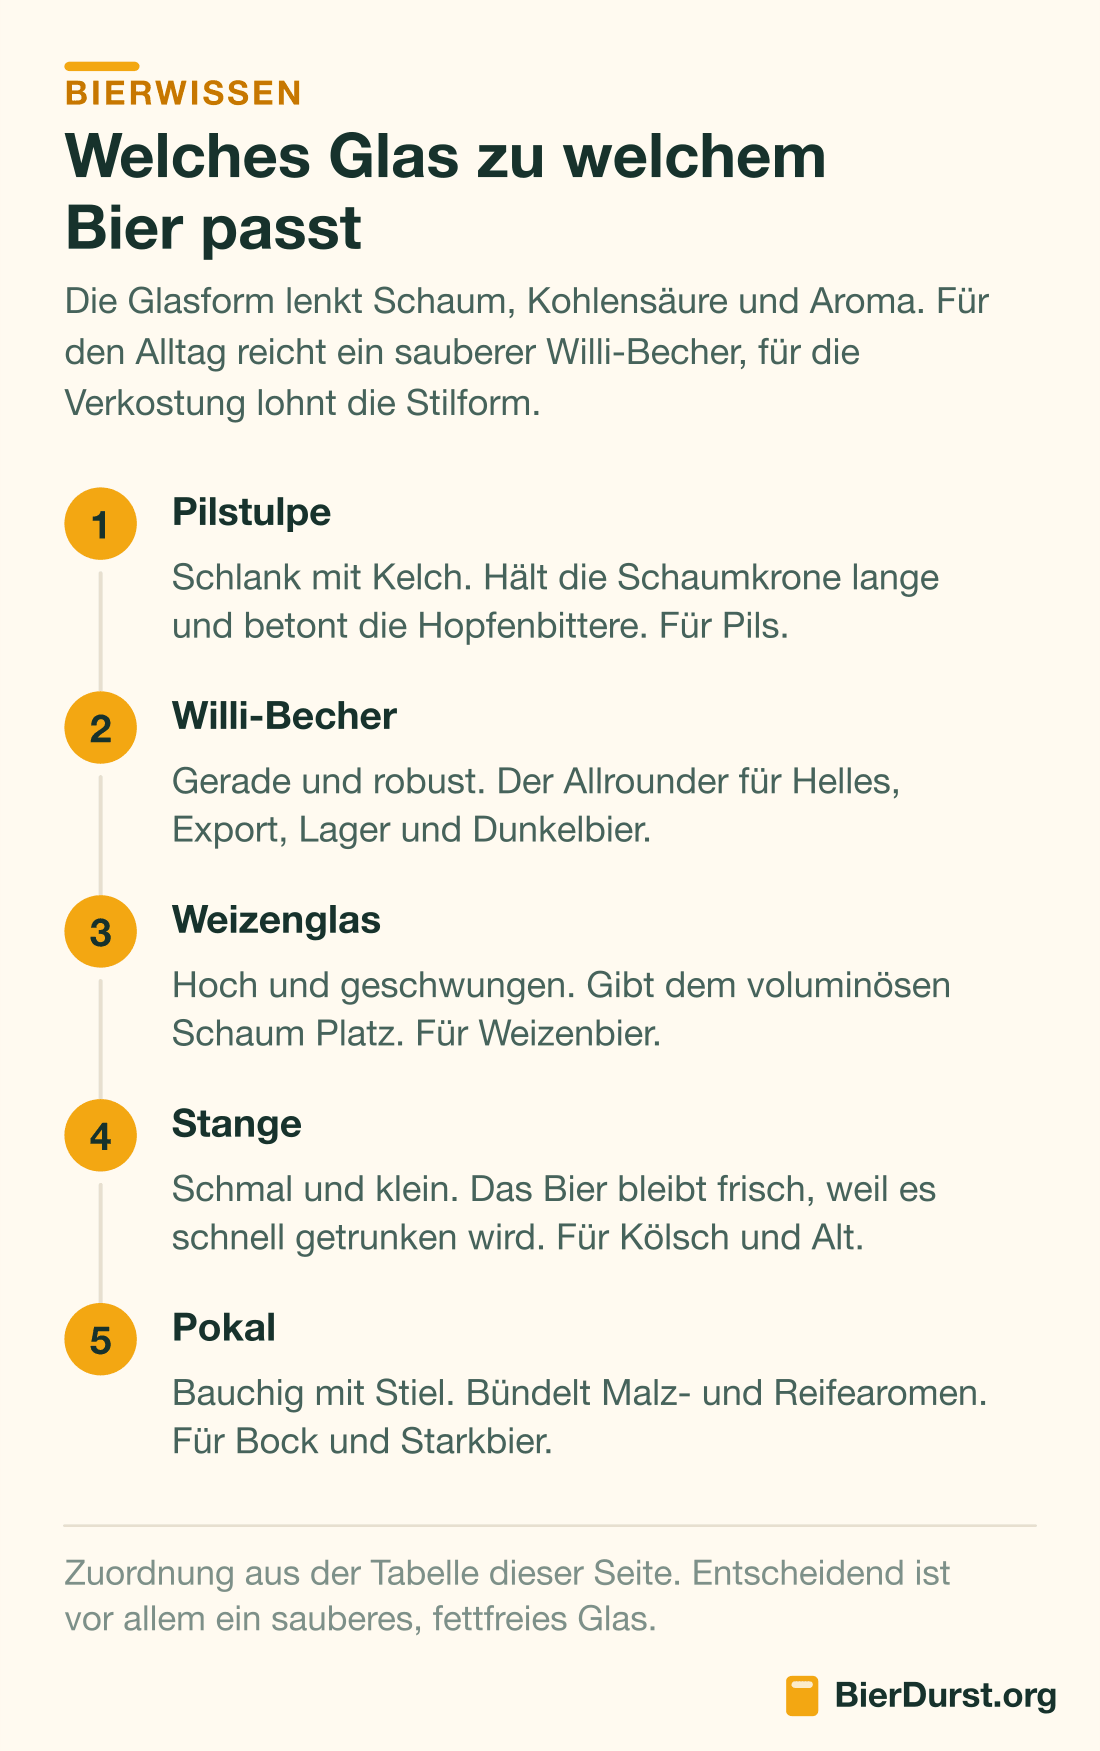 BIERWISSEN
Welches Glas zu welchem
Bier passt
Die Glasform lenkt Schaum, Kohlensäure und Aroma. Für
den Alltag reicht ein sauberer Willi-Becher, für die
Verkostung lohnt die Stilform.
1
Pilstulpe
Schlank mit Kelch. Hält die Schaumkrone lange
und betont die Hopfenbittere. Für Pils.
2
Willi-Becher
Gerade und robust. Der Allrounder für Helles,
Export, Lager und Dunkelbier.
3
Weizenglas
Hoch und geschwungen. Gibt dem voluminösen
Schaum Platz. Für Weizenbier.
4
Stange
Schmal und klein. Das Bier bleibt frisch, weil es
schnell getrunken wird. Für Kölsch und Alt.
5
Pokal
Bauchig mit Stiel. Bündelt Malz- und Reifearomen.
Für Bock und Starkbier.
Zuordnung aus der Tabelle dieser Seite. Entscheidend ist
vor allem ein sauberes, fettfreies Glas.
BierDurst.org